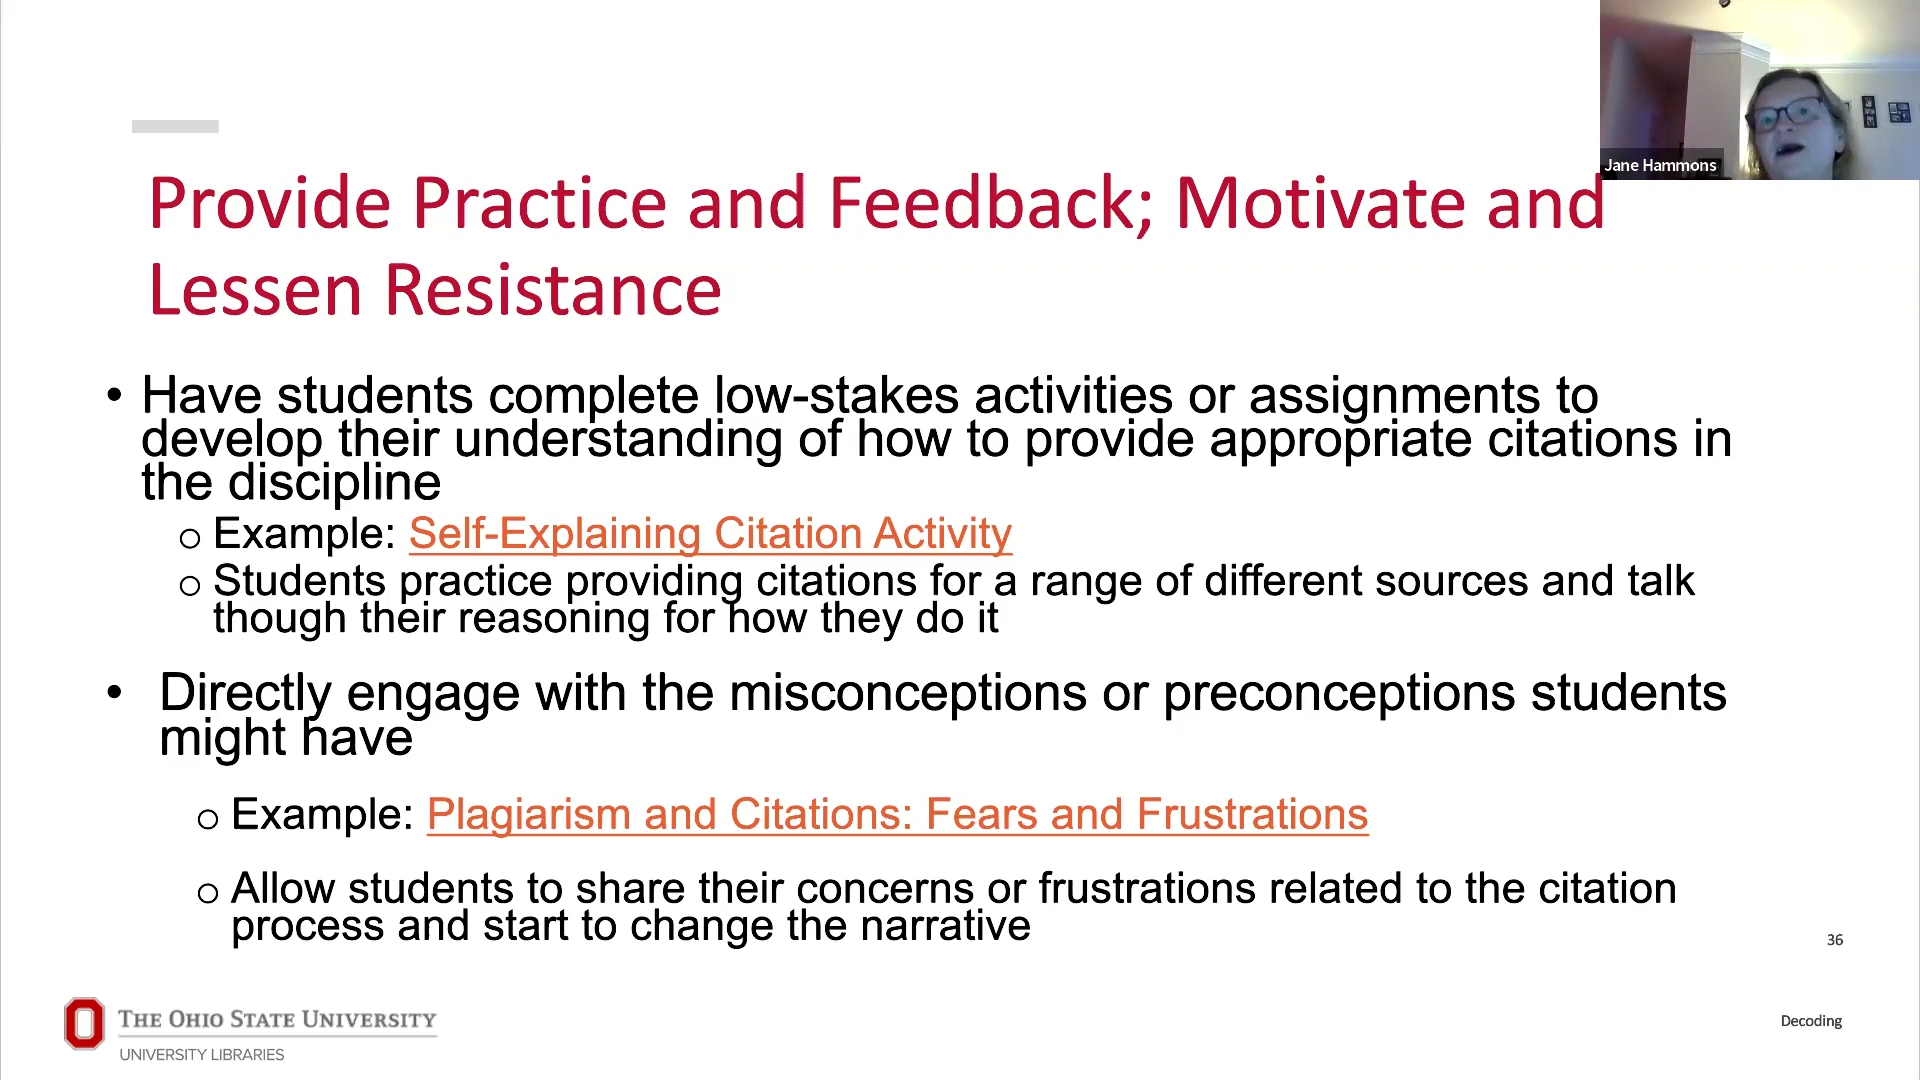 Jane Hammons
Provide Practice and Feedback; Motivate and
Lessen Resistance
• Have students complete low-stakes activities or assignments to
develop their understanding of how to provide appropriate citations in
the discipline
o Example: Self-Explaining Citation Activity
o Students practice providing citations for a range of different sources and talk
though their reasoning for how they do it
• Directly engage with the misconceptions or preconceptions students
might have
o Example: Plagiarism and Citations: Fears and Frustrations
o Allow students to share their concerns or frustrations related to the citation
process and start to change the narrative
36
THE OHIO STATE UNIVERSITY
UNIVERSITY LIBRARIES
Decoding